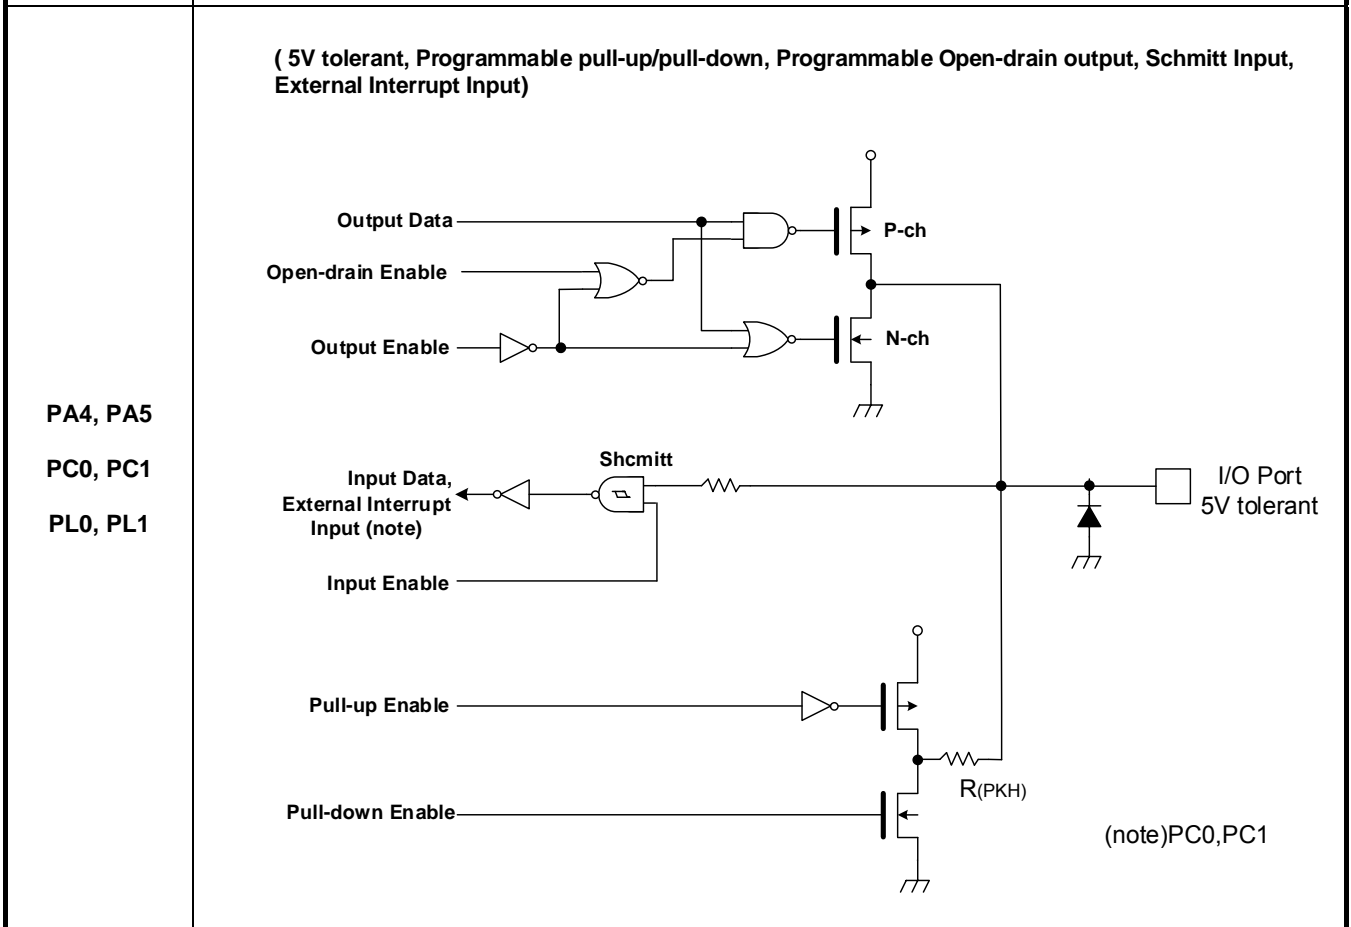 ( 5V tolerant, Programmable pull-up/pull-down, Programmable Open-drain output, Schmitt Input,
External Interrupt Input)
PA4, PA5
PC0, PC1
PL0, PL1
Output Data
P-ch
Open-drain Enable
Output Enable
N-ch
Shcmitt
Input Data,
External Interrupt
Input (note)
I/O Port
5V tolerant
Input Enable
Pull-up Enable
R(PKH)
Pull-down Enable
(note)PC0,PC1